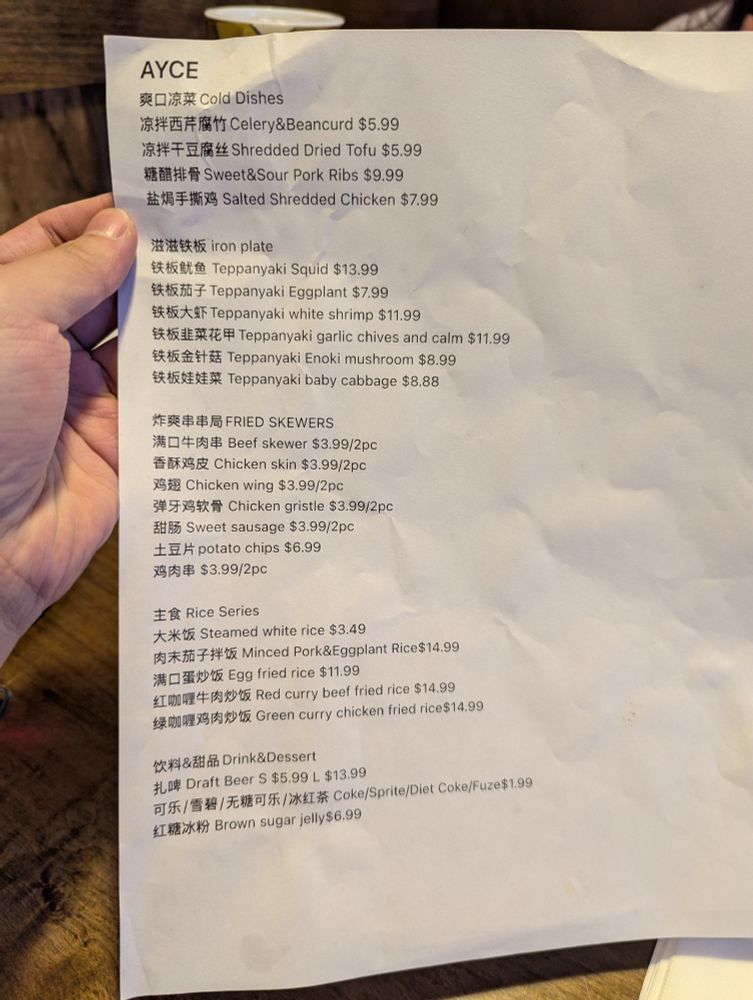 AYCE
爽口凉菜 Cold Dishes
凉拌西芹腐竹 Celery&Beancurd $5.99
凉拌干豆腐丝 Shredded Dried Tofu $5.99
糖醋排骨 Sweet&Sour Pork Ribs $9.99
盐焗手撕鸡 Salted Shredded Chicken $7.99
滋滋铁板 iron plate
铁板鱿鱼 Teppanyaki Squid $13.99
铁板茄子 Teppanyaki Eggplant $7.99
铁板大虾 Teppanyaki white shrimp $11.99
铁板韭菜花甲 Teppanyaki garlic chives and calm $11.99
铁板金针菇 Teppanyaki Enoki mushroom $8.99
铁板娃娃菜 Teppanyaki baby cabbage $8.88
炸爽串串局 FRIED SKEWERS
满口牛肉串 Beef skewer $3.99/2pc
香酥鸡皮 Chicken skin $3.99/2pc
鸡翅 Chicken wing $3.99/2pc
弹牙鸡软骨 Chicken gristle $3.99/2pc
甜肠 Sweet sausage $3.99/2pc
土豆片 potato chips $6.99
鸡肉串 $3.99/2pc
主食 Rice Series
大米饭 Steamed white rice $3.49
肉末茄子拌饭 Minced Pork&Eggplant Rice$14.99
满口蛋炒饭 Egg fried rice $11.99
红咖喱牛肉炒饭 Red curry beef fried rice $14.99
绿咖喱鸡肉炒饭 Green curry chicken fried rice$14.99
饮料&甜品 Drink&Dessert
扎啤 Draft Beer S $5.99 L $13.99
可乐/雪碧/无糖可乐/冰红茶 Coke/Sprite/Diet Coke/Fuze$1.99
红糖冰粉 Brown sugar jelly$6.99